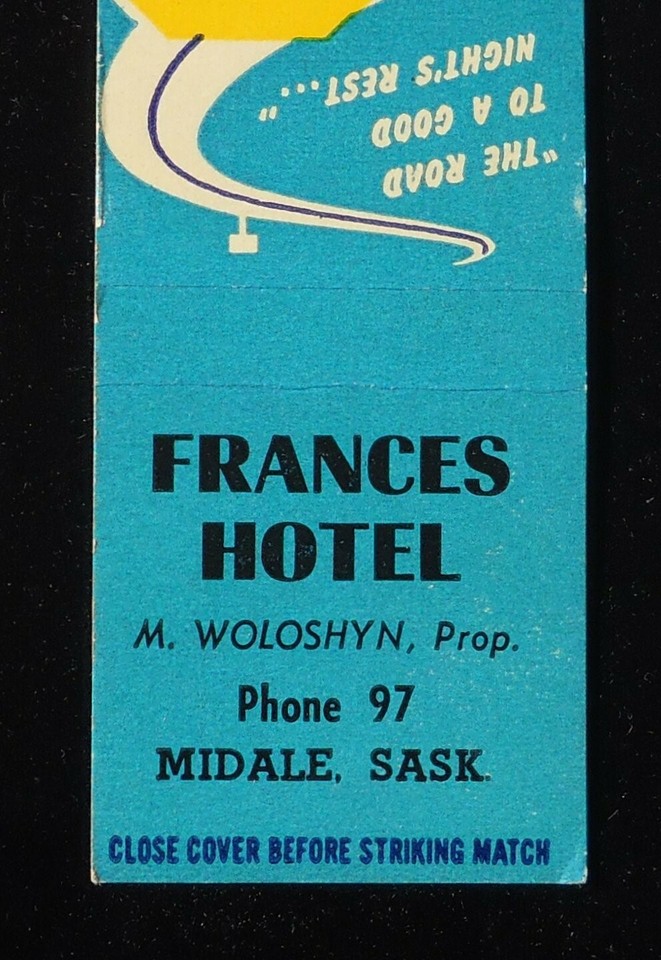 "THE ROAD
TO A GOOD
NIGHT'S REST..."
FRANCES
HOTEL
M. WOLOSHYN, Prop.
Phone 97
MIDALE, SASK.
CLOSE COVER BEFORE STRIKING MATCH